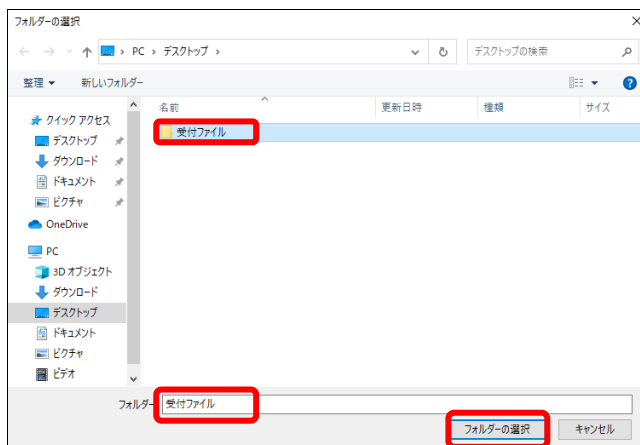 フォルダーの選択
PC › デスクトップ ›
デスクトップの検索
整理
新しいフォルダー
名前
更新日時
種類
サイズ
受付ファイル
クイック アクセス
デスクトップ
ダウンロード
ドキュメント
ピクチャ
OneDrive
PC
3D オブジェクト
ダウンロード
デスクトップ
ドキュメント
ピクチャ
ビデオ
フォルダー
受付ファイル
フォルダーの選択
キャンセル